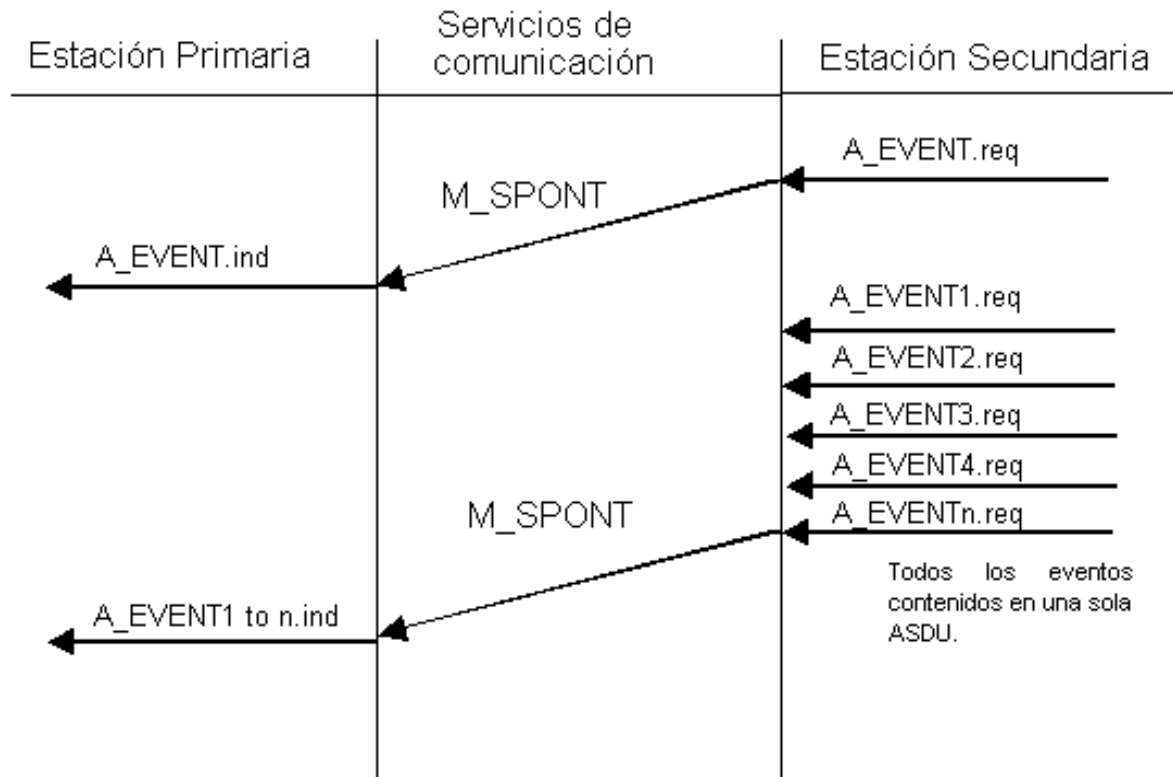 Estación Primaria
Servicios de
comunicación
Estación Secundaria
A_EVENT.req
M_SPONT
A_EVENT.ind
A_EVENT1.req
A_EVENT2.req
A_EVENT3.req
A_EVENT4.req
A_EVENTn.req
M_SPONT
Todos los eventos
contenidos en una sola
ASDU.
A_EVENT1 to n.ind